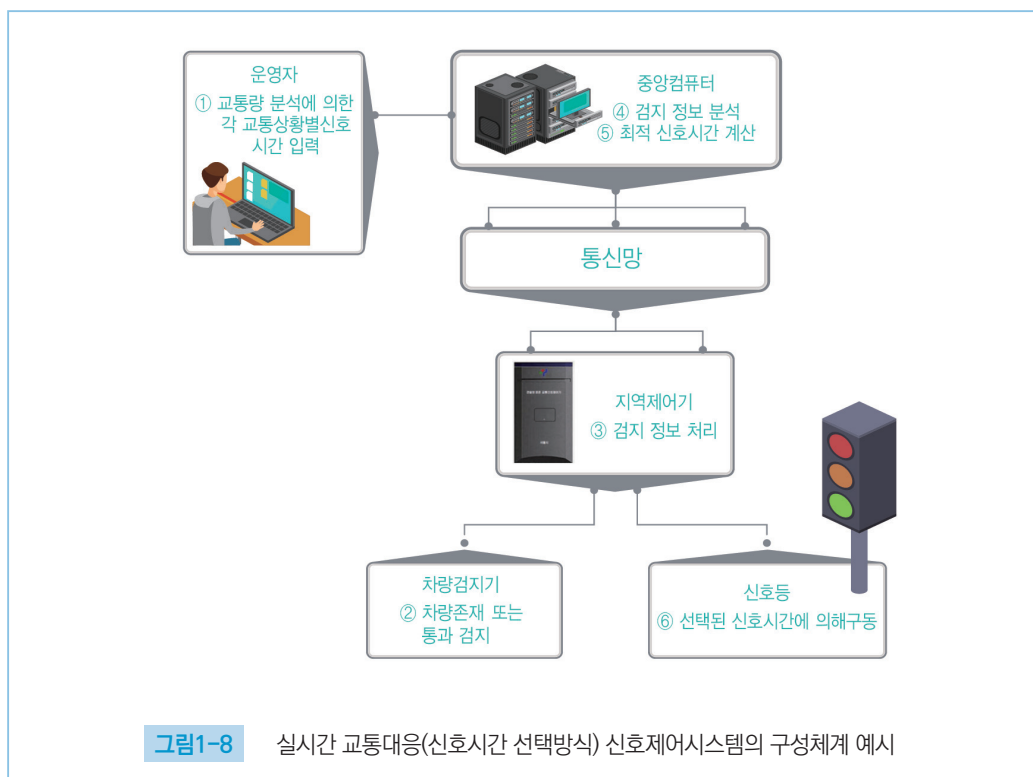 운영자
① 교통량 분석에 의한
각 교통상황별신호
시간 입력
중앙컴퓨터
④ 검지 정보 분석
⑤ 최적 신호시간 계산
통신망
지역제어기
③ 검지 정보 처리
차량검지기
② 차량존재 또는
통과 검지
신호등
⑥ 선택된 신호시간에 의해구동
그림1-8 실시간 교통대응(신호시간 선택방식) 신호제어시스템의 구성체계 예시